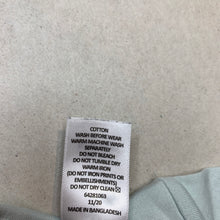 COTTON
WASH BEFORE WEAR
WARM MACHINE WASH
SEPARATELY
DO NOT BLEACH
DO NOT TUMBLE DRY
WARM IRON
(DO NOT IRON PRINTS OR
EMBELLISHMENTS)
DO NOT DRY CLEAN
64281063
11/20
MADE IN BANGLADESH